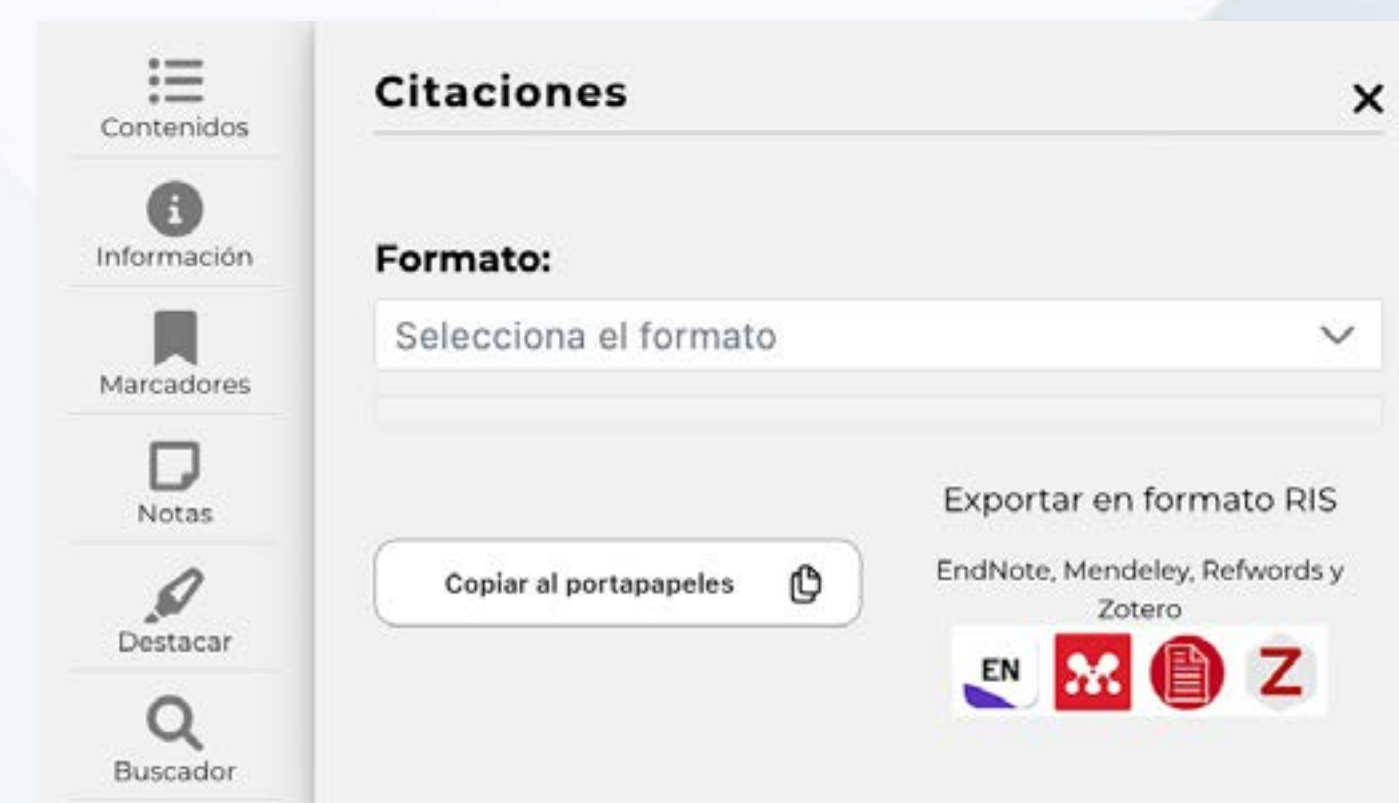 Contenidos
Información
Marcadores
Notas
Destacar
Buscador
Citaciones
Formato:
Selecciona el formato
Copiar al portapapeles
Exportar en formato RIS
EndNote, Mendeley, Refwords y
Zotero
EN
Z